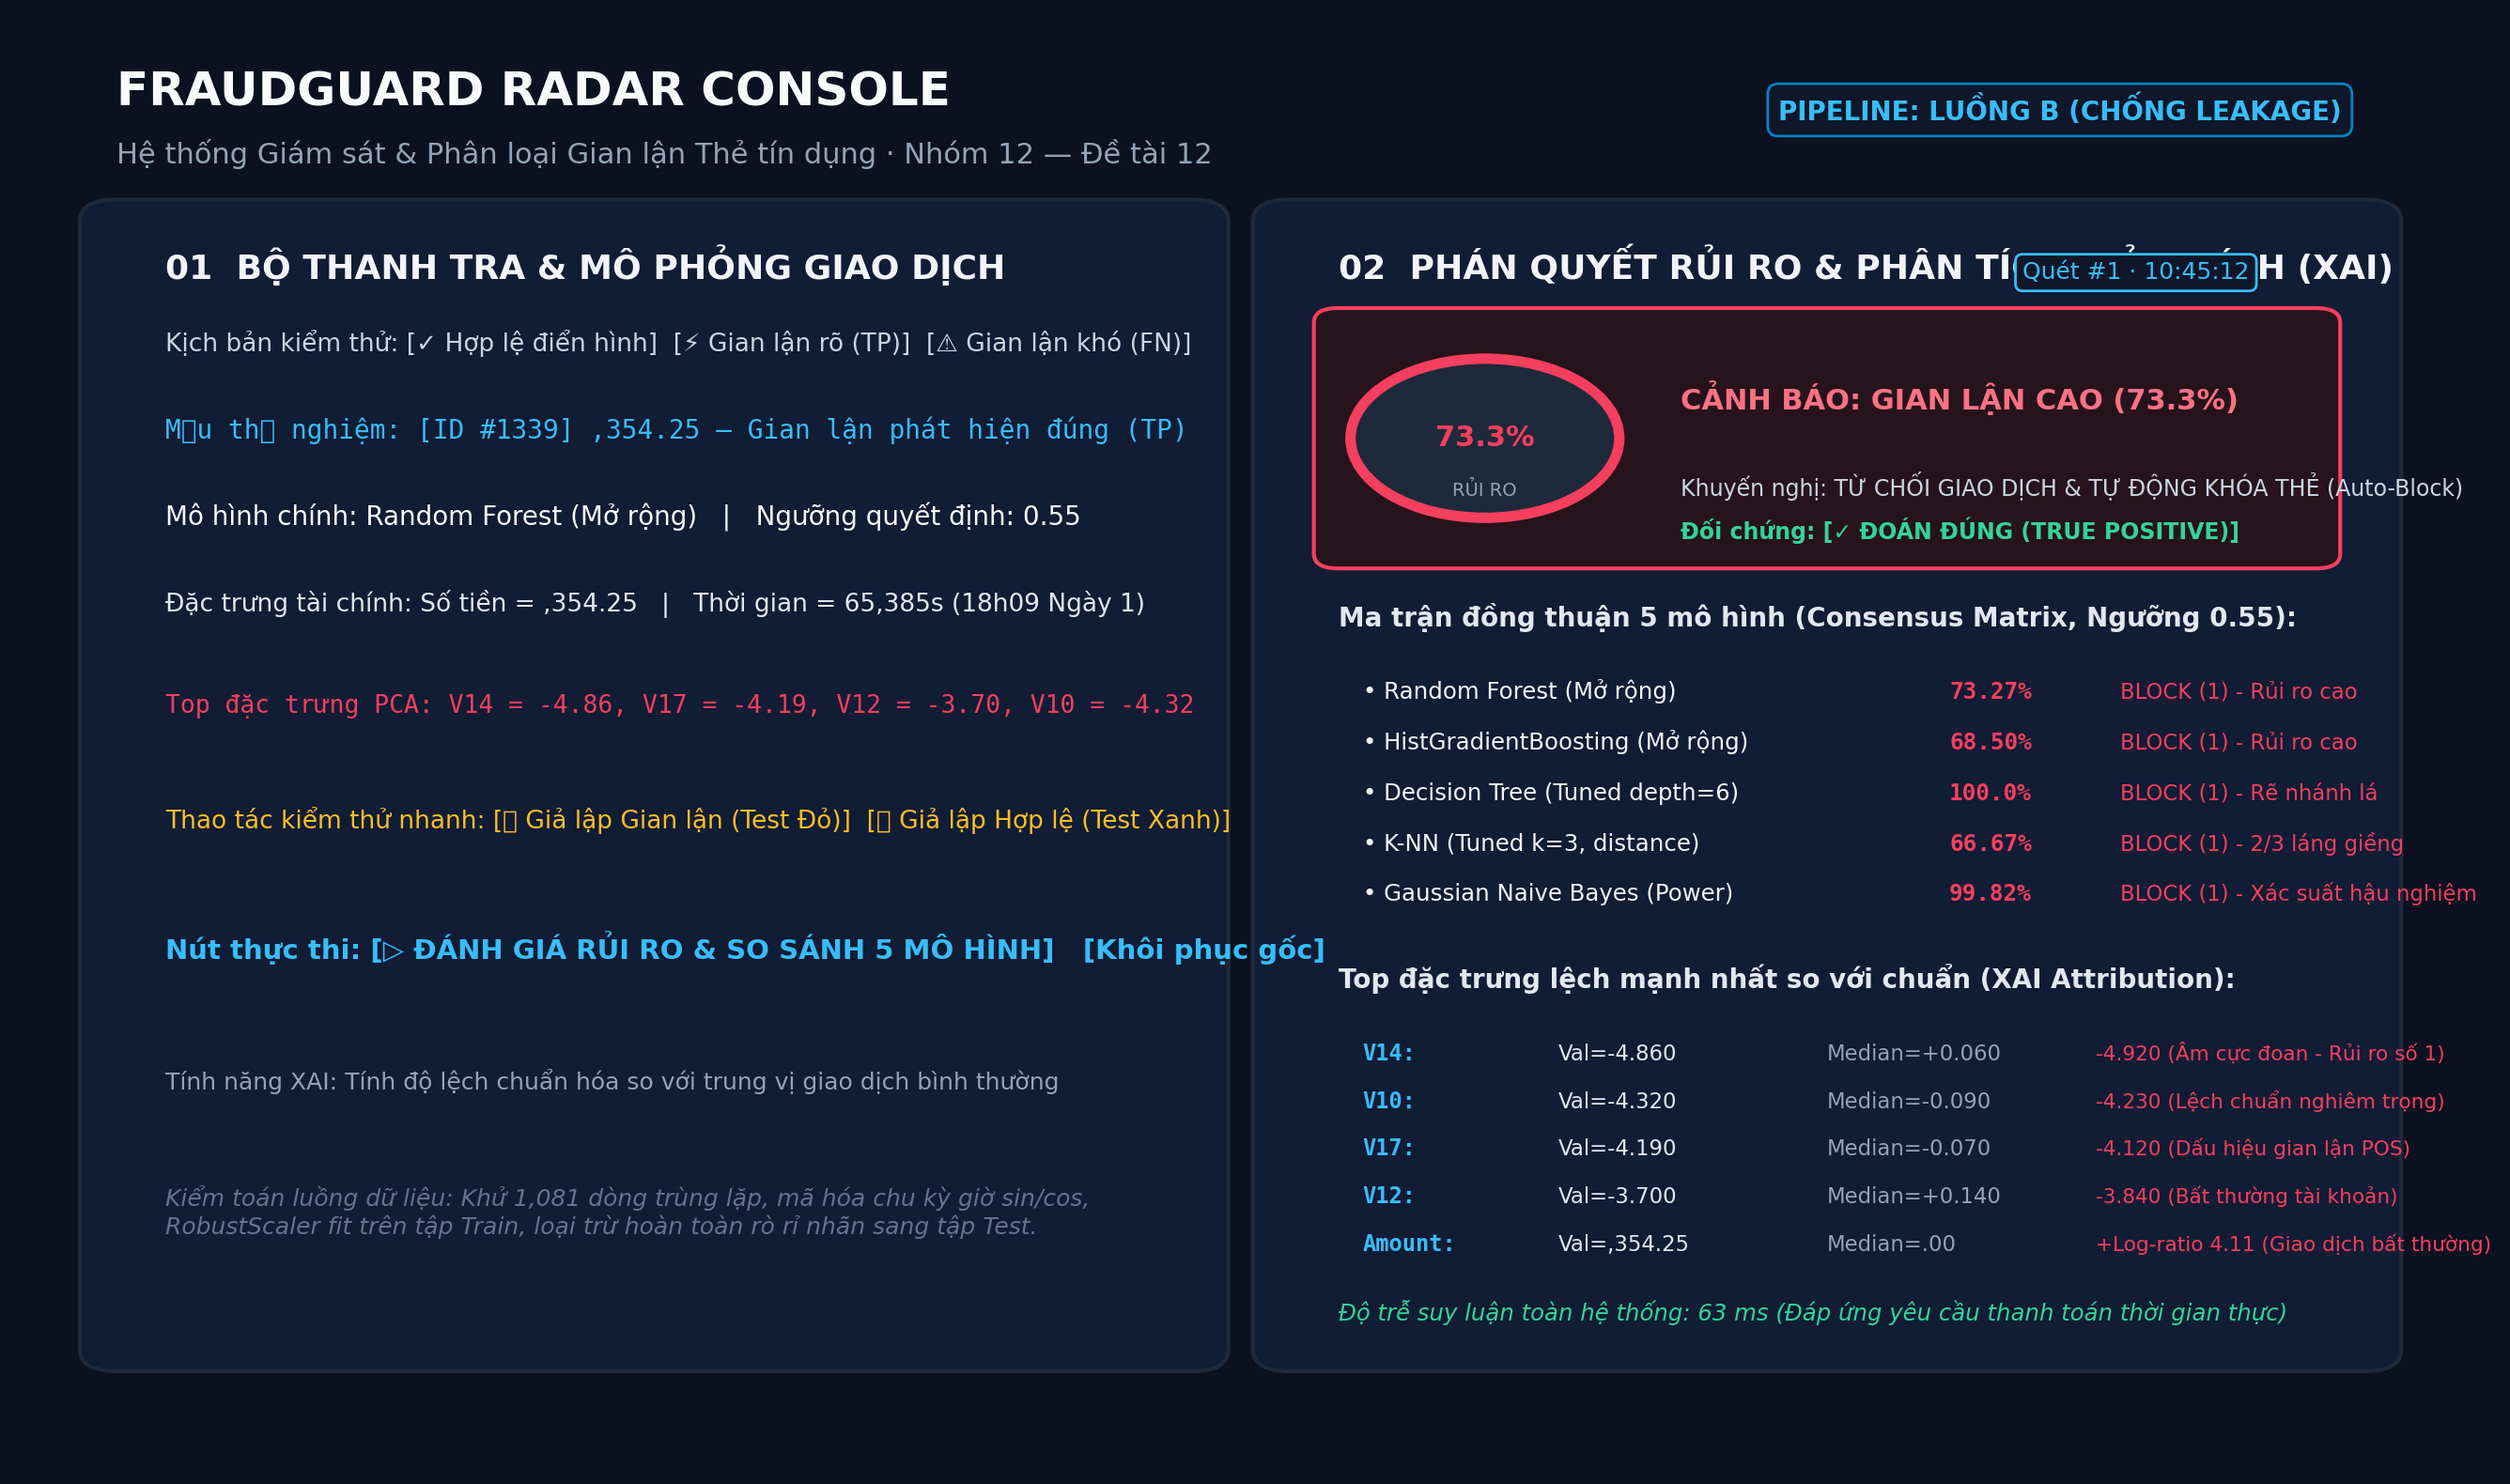 FRAUDGUARD RADAR CONSOLE
PIPELINE: LUỒNG B (CHỐNG LEAKAGE)
Hệ thống Giám sát & Phân loại Gian lận Thẻ tín dụng · Nhóm 12 — Đề tài 12
01 BỘ THANH TRA & MÔ PHỎNG GIAO DỊCH
Kịch bản kiểm thử: [✓ Hợp lệ điển hình] [⚡ Gian lận rõ (TP)] [⚠ Gian lận khó (FN)]
M▯u th▯ nghiệm: [ID #1339] ,354.25 — Gian lận phát hiện đúng (TP)
Mô hình chính: Random Forest (Mở rộng) | Ngưỡng quyết định: 0.55
Đặc trưng tài chính: Số tiền = ,354.25 | Thời gian = 65,385s (18h09 Ngày 1)
Top đặc trưng PCA: V14 = -4.86, V17 = -4.19, V12 = -3.70, V10 = -4.32
Thao tác kiểm thử nhanh: [▯ Giả lập Gian lận (Test Đỏ)] [▯ Giả lập Hợp lệ (Test Xanh)]
Nút thực thi: [▷ ĐÁNH GIÁ RỦI RO & SO SÁNH 5 MÔ HÌNH] [Khôi phục gốc]
Tính năng XAI: Tính độ lệch chuẩn hóa so với trung vị giao dịch bình thường
Kiểm toán luồng dữ liệu: Khử 1,081 dòng trùng lặp, mã hóa chu kỳ giờ sin/cos,
RobustScaler fit trên tập Train, loại trừ hoàn toàn rò rỉ nhãn sang tập Test.
02 PHÁN QUYẾT RỦI RO & PHÂN (XAI)
Quét #1 · 10:45:12
73.3%
RỦI RO
CẢNH BÁO: GIAN LẬN CAO (73.3%)
Khuyến nghị: TỪ CHỐI GIAO DỊCH & TỰ ĐỘNG KHÓA THẺ (Auto-Block)
Đối chứng: [✓ ĐOÁN ĐÚNG (TRUE POSITIVE)]
Ma trận đồng thuận 5 mô hình (Consensus Matrix, Ngưỡng 0.55):
• Random Forest (Mở rộng) 73.27% BLOCK (1) - Rủi ro cao
• HistGradientBoosting (Mở rộng) 68.50% BLOCK (1) - Rủi ro cao
• Decision Tree (Tuned depth=6) 100.0% BLOCK (1) - Rẽ nhánh lá
• K-NN (Tuned k=3, distance) 66.67% BLOCK (1) - 2/3 láng giềng
• Gaussian Naive Bayes (Power) 99.82% BLOCK (1) - Xác suất hậu nghiệm
Top đặc trưng lệch mạnh nhất so với chuẩn (XAI Attribution):
V14: Val=-4.860 Median=+0.060 -4.920 (Âm cực đoan - Rủi ro số 1)
V10: Val=-4.320 Median=-0.090 -4.230 (Lệch chuẩn nghiêm trọng)
V17: Val=-4.190 Median=-0.070 -4.120 (Dấu hiệu gian lận POS)
V12: Val=-3.700 Median=+0.140 -3.840 (Bất thường tài khoản)
Amount: Val=,354.25 Median=.00 +Log-ratio 4.11 (Giao dịch bất thường)
Độ trễ suy luận toàn hệ thống: 63 ms (Đáp ứng yêu cầu thanh toán thời gian thực)